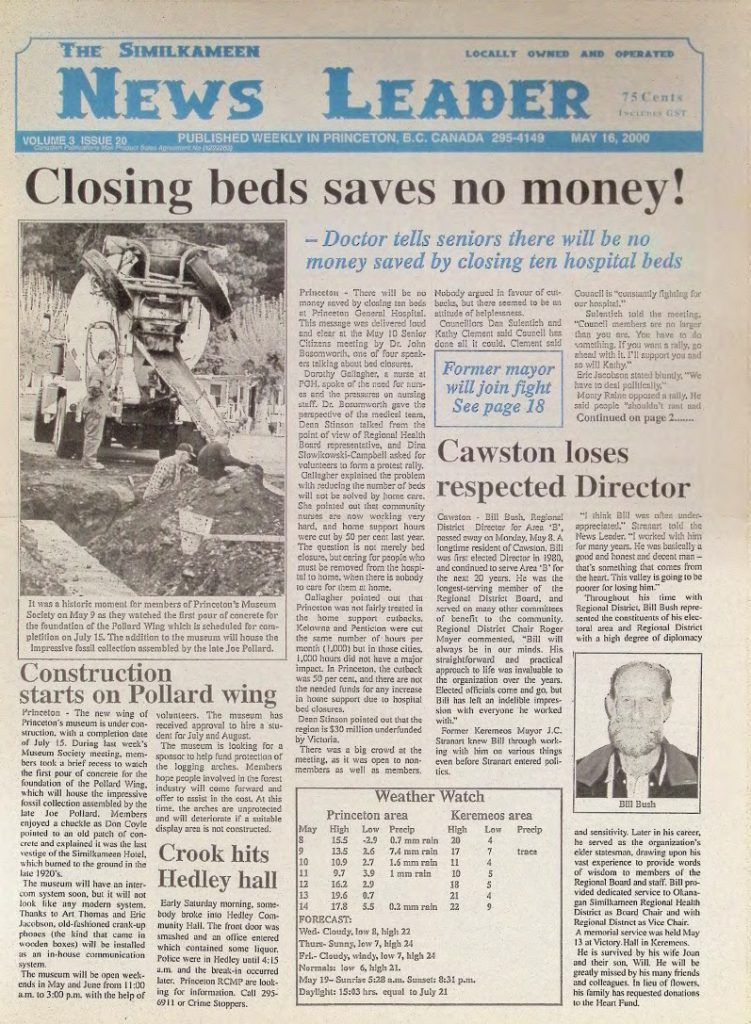 THE SIMILKAMEEN
LOCALLY OWNED AND OPERATED
NEWS LEADER
75 Cents
INCLUDES GST
VOLUME 3 ISSUE 20
PUBLISHED WEEKLY IN PRINCETON, B.C. CANADA 295-4149
MAY 16, 2000
Canadian Publications Mail Product Sales Agreement No
Closing beds saves no money!
– Doctor tells seniors there will be no
money saved by closing ten hospital beds
It was a historic moment for members of Princeton's Museum
Society on May 9 as they watched the first pour of concrete for
the foundation of the Pollard Wing which is scheduled for com-
pletition on July 15. The addition to the museum will house the
impressive fossil collection assembled by the late Joe Pollard.
Princeton - There will be no
money saved by closing ten beds
at Princeton General Hospital.
This message was delivered loud
and clear at the May 10 Senior
Citizens meeting by Dr. John
Bosomworth, one of four speak-
ers talking about bed closures.
Dorothy Gallagher, a nurse at
PGH, spoke of the need for nurs-
es and the pressures on nursing
staff. Dr. Bosomworth gave the
perspective of the medical team,
Dean Stinson talked from the
point of view of Regional Health
Board representative, and Dina
Slowikowski-Campbell asked for
volunteers to form a protest rally.
Gallagher explained the problem
with reducing the number of beds
will not be solved by home care.
She pointed out that community
nurses are now working very
hard, and home support hours
were cut by 50 per cent last year.
The question is not merely bed
closure, but caring for people who
must be removed from the hospi-
tal to home, when there is nobody
to care for them at home.
Gallagher pointed out that
Princeton was not fairly treated
in the home support cutbacks.
Kelowna and Penticton were cut
the same number of hours per
month (1,000) but in those cities,
1,000 hours did not have a major
impact. In Princeton, the cutback
was 50 per cent, and there are not
the needed funds for any increase
in home support due to hospital
bed closures.
Dean Stinson pointed out that the
region is $30 million underfunded
by Victoria.
There was a big crowd at the
meeting, as it was open to non-
members as well as members.
Nobody argued in favour of cut-
backs, but there seemed to be an
attitude of helplessness.
Councillors Dan Sulentich and
Kathy Clement said Council has
done all it could. Clement said
Former mayor
will join fight
See page 18
Council is "constantly fighting for
our hospital."
Sulentich told the meeting,
"Council members are no larger
than you are. You have to do
something. If you want a rally, go
ahead with it. I'll support you and
so will Kathy."
Eric Jacobson stated bluntly, "We
have to deal politically."
Monty Raine opposed a rally. He
said people "shouldn't rant and
Continued on page 2.......
Cawston loses
respected Director
Cawston - Bill Bush, Regional
District Director for Area 'B',
passed away on Monday, May 8. A
longtime resident of Cawston, Bill
was first elected Director in 1980,
and continued to serve Area 'B' for
the next 20 years. He was the
longest-serving member of the
Regional District Board, and
served on many other committees
of benefit to the community.
Regional District Chair Roger
Mayer commented, "Bill will
always be in our minds. His
straightforward and practical
approach to life was invaluable to
the organization over the years.
Elected officials come and go, but
Bill has left an indelible impres-
sion with everyone he worked
with."
Former Keremeos Mayor J.C.
Stranart knew Bill through work-
ing with him on various things
even before Stranart entered poli-
tics.
"I think Bill was often under-
appreciated," Stranart told the
News Leader. "I worked with him
for many years. He was basically a
good and honest and decent man –
that's something that comes from
the heart. This valley is going to be
poorer for losing him."
Throughout his time with
Regional District, Bill Bush repre-
sented the constituents of his elec-
toral area and Regional District
with a high degree of diplomacy
Bill Bush
and sensitivity. Later in his career,
he served as the organization's
elder statesman, drawing upon his
vast experience to provide words
of wisdom to members of the
Regional Board and staff. Bill pro-
vided dedicated service to Okana-
gan Similkameen Regional Health
District as Board Chair and with
Regional District as Vice Chair.
A memorial service was held May
13 at Victory Hall in Keremeos.
He is survived by his wife Joan
and their son, Will. He will be
greatly missed by his many friends
and colleagues. In lieu of flowers,
his family has requested donations
to the Heart Fund.
Construction
starts on Pollard wing
Princeton - The new wing of
Princeton's museum is under con-
struction, with a completion date
of July 15. During last week's
Museum Society meeting, mem-
bers took a brief recess to watch
the first pour of concrete for the
foundation of the Pollard Wing,
which will house the impressive
fossil collection assembled by the
late Joe Pollard. Members
enjoyed a chuckle as Don Coyle
pointed to an old patch of con-
crete and explained it was the last
vestige of the Similkameen Hotel,
which burned to the ground in the
late 1920's.
The museum will have an inter-
com system soon, but it will not
look like any modern system.
Thanks to Art Thomas and Eric
Jacobson, old-fashioned crank-up
phones (the kind that came in
wooden boxes) will be installed
as an in-house communication
system.
The museum will be open week-
ends in May and June from 11:00
a.m. to 3:00 p.m. with the help of
volunteers. The museum has
received approval to hire a stu-
dent for July and August.
The museum is looking for a
sponsor to help fund protection of
the logging arches. Members
hope people involved in the forest
industry will come forward and
offer to assist in the cost. At this
time, the arches are unprotected
and will deteriorate if a suitable
display area is not constructed.
Crook hits
Hedley hall
Early Saturday morning, some-
body broke into Hedley Com-
munity Hall. The front door was
smashed and an office entered
which contained some liquor.
Police were in Hedley until 4:15
a.m. and the break-in occurred
later. Princeton RCMP are look-
ing for information. Call 295-
6911 or Crime Stoppers.
Weather Watch
Princeton area Keremeos area
May High Low Precip High Low Precip
8 15.5 -2.9 0.7 mm rain 20 4
9 13.5 2.6 7.4 mm rain 17 7 trace
10 10.9 2.7 1.6 mm rain 11 4
11 9.7 3.9 1 mm rain 10 5
12 16.2 2.9 18 5
13 19.6 0.7 21 4
14 17.8 5.5 0.2 mm rain 22 9
FORECAST:
Wed- Cloudy, low 8, high 22
Thurs- Sunny, low 7, high 24
Fri.- Cloudy, windy, low 7, high 24
Normals: low 6, high 21.
May 19– Sunrise 5:28 a.m. Sunset: 8:31 p.m.
Daylight: 15:03 hrs. equal to July 21